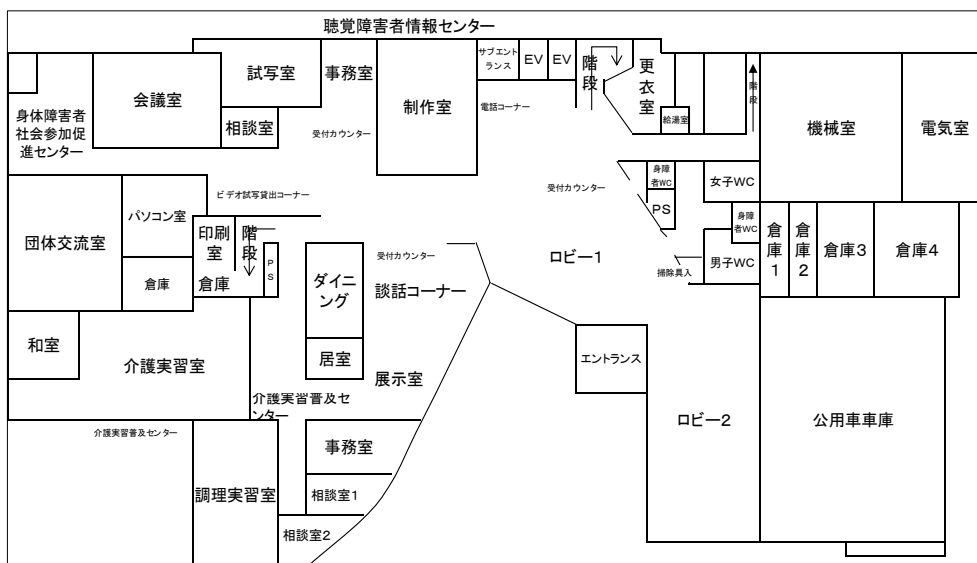 聴覚障害者情報センター
サブエント
ランス
EV
EV
階段
更衣室
階段
試写室
事務室
会議室
制作室
電話コーナー
機械室
電気室
身体障害者
社会参加促
進センター
相談室
受付カウンター
給湯室
身障
者WC
女子WC
受付カウンター
ビデオ試写貸出コーナー
パソコン室
団体交流室
印刷
室
階段
PS
身障
者WC
倉庫1
倉庫2
倉庫3
倉庫4
受付カウンター
ロビー1
男子WC
掃除具入
PS
倉庫
倉庫
ダイニ
ング
談話コーナー
和室
介護実習室
居室
展示室
エントランス
介護実習普及セ
ンター
介護実習普及センター
事務室
ロビー2
公用車車庫
調理実習室
相談室1
相談室2